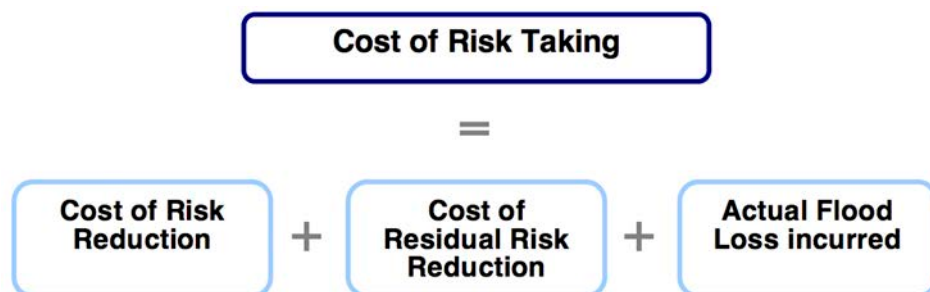 Cost of Risk Taking
=
Cost of Risk
Reduction
+
Cost of
Residual Risk
Reduction
+
Actual Flood
Loss incurred